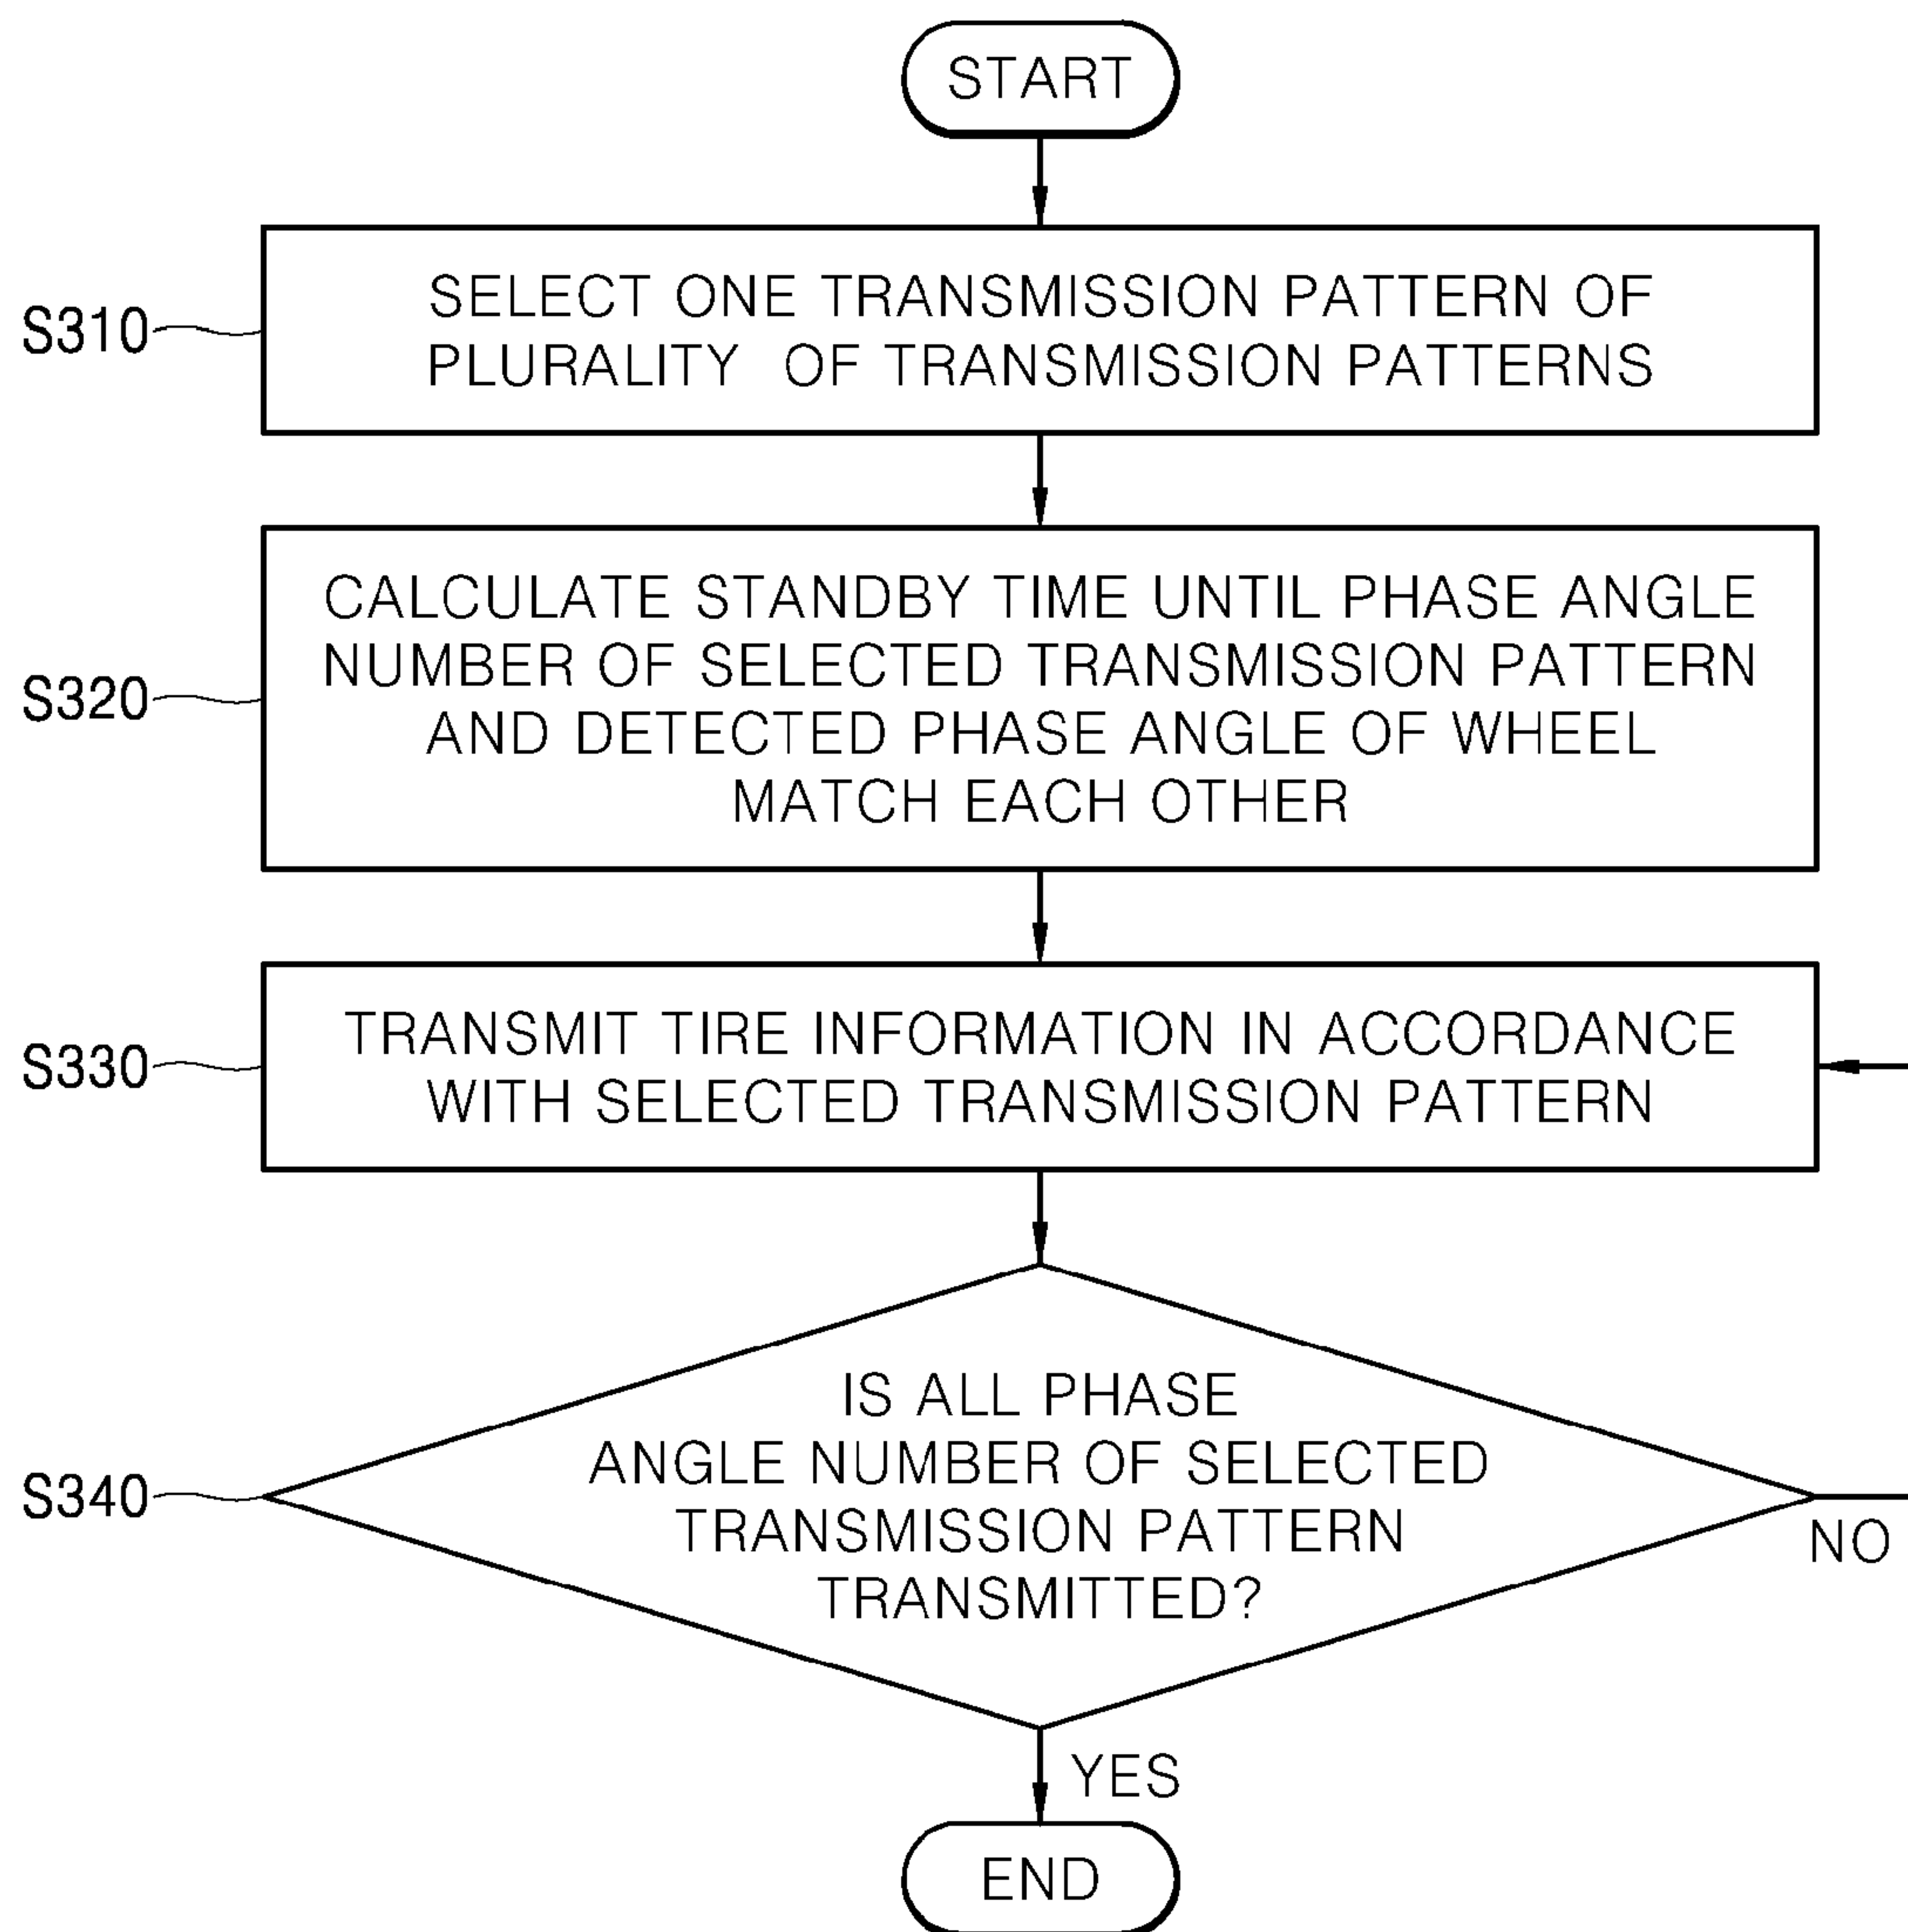 START
S310
SELECT ONE TRANSMISSION PATTERN OF
PLURALITY OF TRANSMISSION PATTERNS
S320
CALCULATE STANDBY TIME UNTIL PHASE ANGLE
NUMBER OF SELECTED TRANSMISSION PATTERN
AND DETECTED PHASE ANGLE OF WHEEL
MATCH EACH OTHER
S330
TRANSMIT TIRE INFORMATION IN ACCORDANCE
WITH SELECTED TRANSMISSION PATTERN
S340
IS ALL PHASE
ANGLE NUMBER OF SELECTED
TRANSMISSION PATTERN
TRANSMITTED?
NO
YES
END